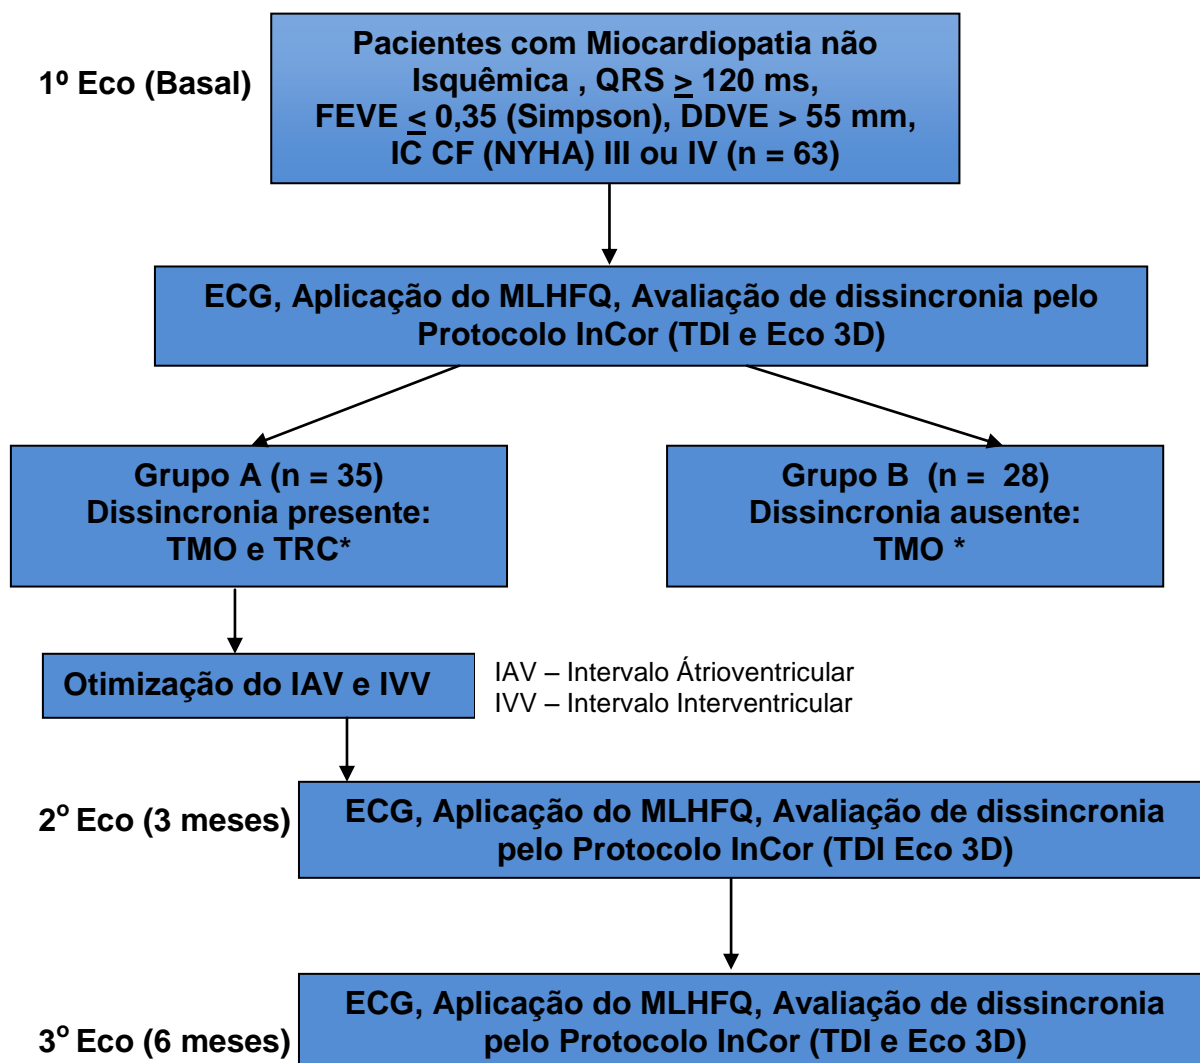 1º Eco (Basal)
Pacientes com Miocardiopatia não
Isquêmica , QRS ≥ 120 ms,
FEVE ≤ 0,35 (Simpson), DDVE > 55 mm,
IC CF (NYHA) III ou IV (n = 63)
ECG, Aplicação do MLHFQ, Avaliação de dissincronia pelo
Protocolo InCor (TDI e Eco 3D)
Grupo A (n = 35)
Dissincronia presente:
TMO e TRC*
Grupo B (n = 28)
Dissincronia ausente:
TMO *
Otimização do IAV e IVV
IAV – Intervalo Átrioventricular
IVV – Intervalo Interventricular
2º Eco (3 meses)
ECG, Aplicação do MLHFQ, Avaliação de dissincronia
pelo Protocolo InCor (TDI Eco 3D)
3º Eco (6 meses)
ECG, Aplicação do MLHFQ, Avaliação de dissincronia
pelo Protocolo InCor (TDI e Eco 3D)